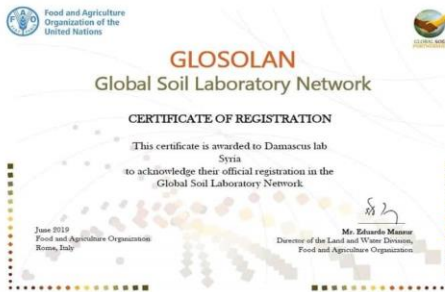 Food and Agriculture
Organization of the
United Nations
GLOBAL SOIL
PARTNERSHIP
GLOSOLAN
Global Soil Laboratory Network
CERTIFICATE OF REGISTRATION
This certificate is awarded to Damascus lab
Syria
to acknowledge their official registration in the
Global Soil Laboratory Network
June 2019
Food and Agriculture Organization
Rome, Italy
Mr. Eduardo Mansur
Director of the Land and Water Division,
Food and Agriculture Organization